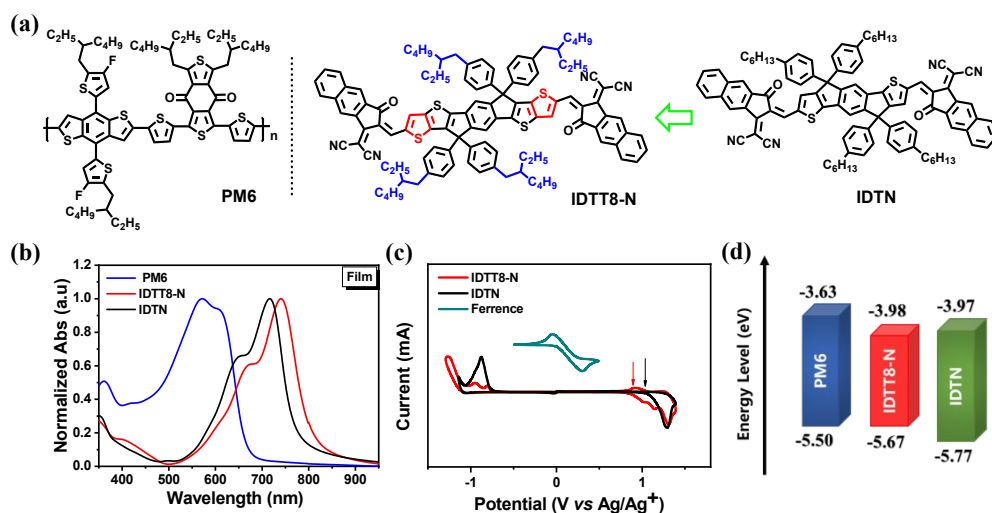 (a)
C₂H₅
C₄H₉
F
C₂H₅
C₄H₉
C₂H₅
C₄H₉
O
O
S
S
S
S
S
S
S
S
n
F
C₄H₉
C₂H₅
PM6
C₄H₉
C₂H₅
C₄H₉
C₂H₅
NC
CN
O
S
S
S
S
O
NC
CN
C₂H₅
C₄H₉
C₂H₅
C₄H₉
IDTT8-N
C₆H₁₃
C₆H₁₃
NC
CN
O
S
S
O
NC
CN
C₆H₁₃
C₆H₁₃
IDTN
(b)
Normalized Abs (a.u)
1.2
1.0
0.8
0.6
0.4
0.2
0.0
PM6
IDTT8-N
IDTN
Film
400 500 600 700 800 900
Wavelength (nm)
(c)
Current (mA)
IDTT8-N
IDTN
Ferrence
-1 0 1
Potential (V vs Ag/Ag⁺)
(d)
Energy Level (eV)
-3.63
PM6
-5.50
-3.98
IDTT8-N
-5.67
-3.97
IDTN
-5.77